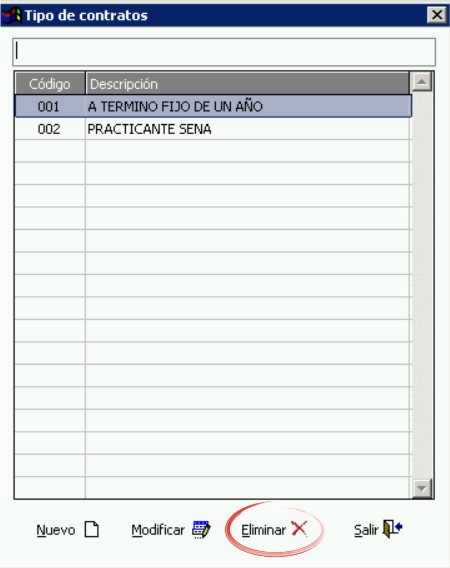 Tipo de contratos
Código Descripción
001 A TERMINO FIJO DE UN AÑO
002 PRACTICANTE SENA
Nuevo Modificar Eliminar Salir